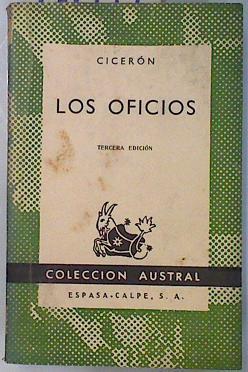 CICERÓN
LOS OFICIOS
TERCERA EDICIÓN
COLECCION AUSTRAL
ESPASA-CALPE, S. A.